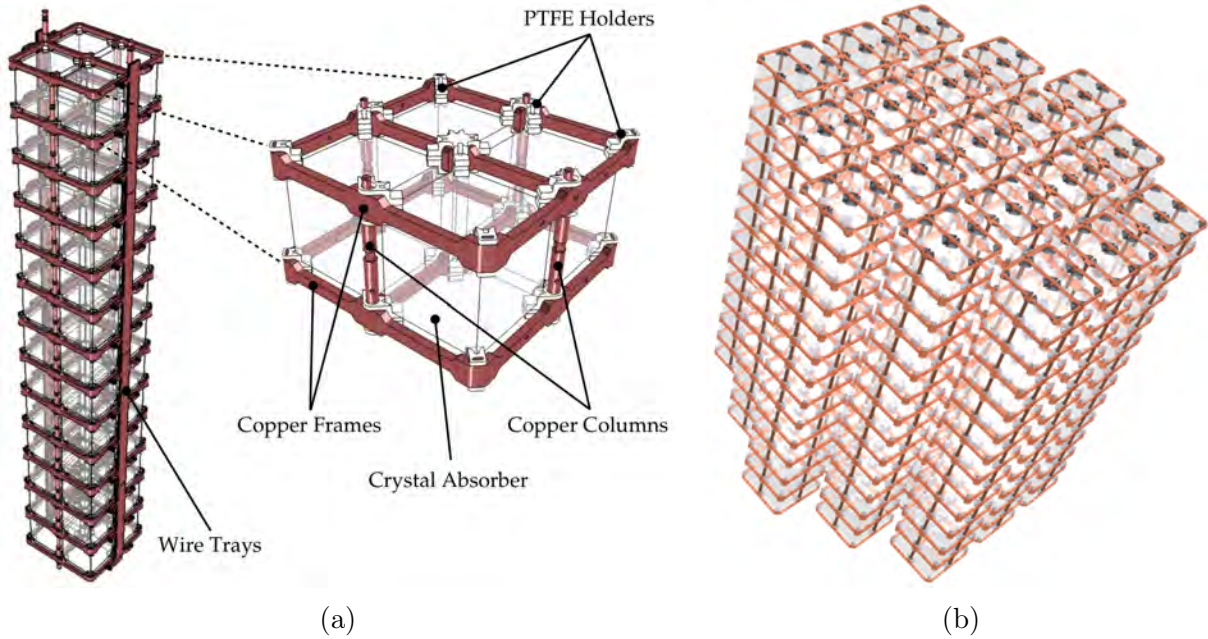 PTFE Holders
Copper Frames
Copper Columns
Crystal Absorber
Wire Trays
(a)
(b)